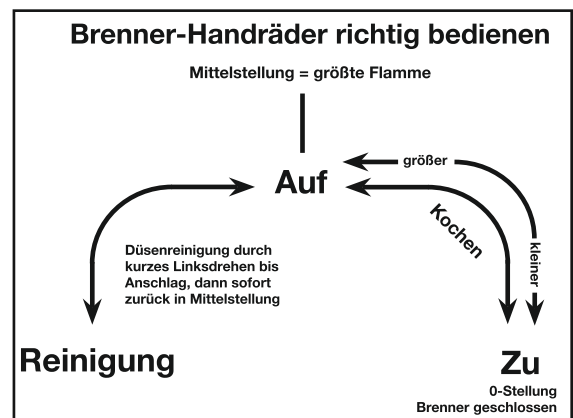 Brenner-Handräder richtig bedienen
Mittelstellung = größte Flamme
größer
Auf
Kochen
kleiner
Düsenreinigung durch
kurzes Linksdrehen bis
Anschlag, dann sofort
zurück in Mittelstellung
Reinigung
Zu
0-Stellung
Brenner geschlossen